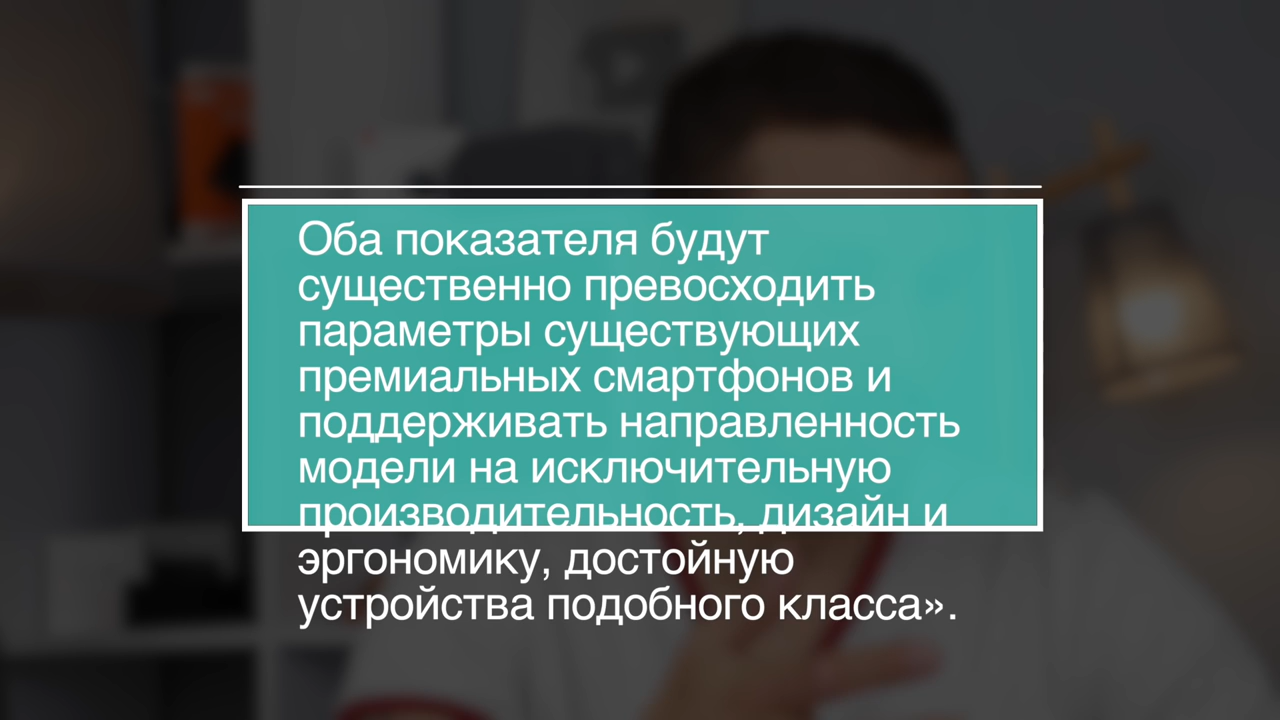 Оба показателя будут
существенно превосходить
параметры существующих
премиальных смартфонов и
поддерживать направленность
модели на исключительную
производительность, дизайн и
эргономику, достойную
устройства подобного класса».